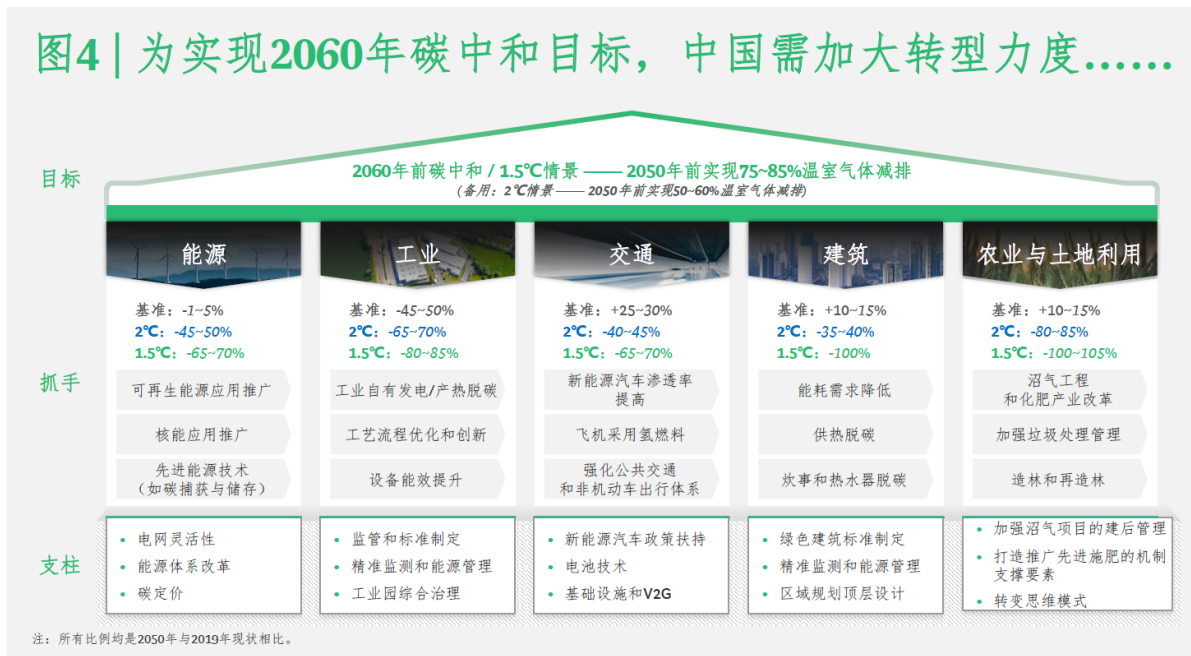 图4 | 为实现2060年碳中和目标，中国需加大转型力度……
目标
2060年前碳中和 / 1.5℃情景 —— 2050年前实现75~85%温室气体减排
(备用：2℃情景 —— 2050年前实现50~60%温室气体减排)
能源
工业
交通
建筑
农业与土地利用
基准：-1~5%
2℃：-45~50%
1.5℃：-65~70%
基准：-45~50%
2℃：-65~70%
1.5℃：-80~85%
基准：+25~30%
2℃：-40~45%
1.5℃：-65~70%
基准：+10~15%
2℃：-35~40%
1.5℃：-100%
基准：+10~15%
2℃：-80~85%
1.5℃：-100~105%
抓手
可再生能源应用推广
核能应用推广
先进能源技术
（如碳捕获与储存）
工业自有发电/产热脱碳
工艺流程优化和创新
设备能效提升
新能源汽车渗透率
提高
飞机采用氢燃料
强化公共交通
和非机动车出行体系
能耗需求降低
供热脱碳
炊事和热水器脱碳
沼气工程
和化肥产业改革
加强垃圾处理管理
造林和再造林
支柱
• 电网灵活性
• 能源体系改革
• 碳定价
• 监管和标准制定
• 精准监测和能源管理
• 工业园综合治理
• 新能源汽车政策扶持
• 电池技术
• 基础设施和V2G
• 绿色建筑标准制定
• 精准监测和能源管理
• 区域规划顶层设计
• 加强沼气项目的建后管理
• 打造推广先进施肥的机制
支撑要素
• 转变思维模式
注：所有比例均是2050年与2019年现状相比。